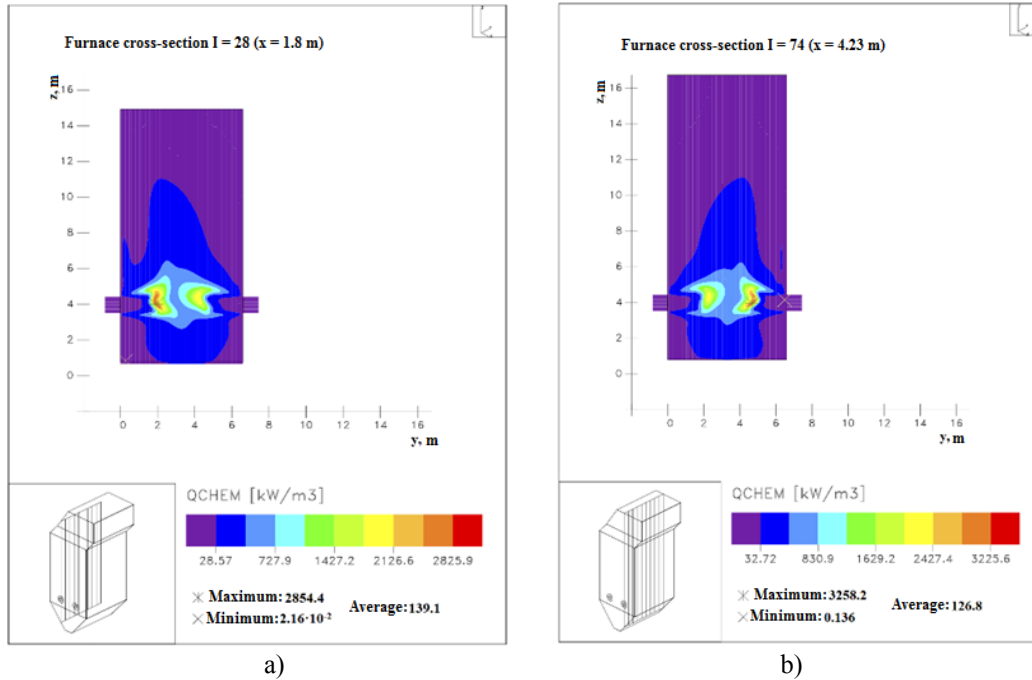 Furnace cross-section I = 28 (x = 1.8 m)
z, m
16
14
12
10
8
6
4
2
0
0 2 4 6 8 10 12 14 16
y, m
QCHEM [kW/m3]
28.57 727.9 1427.2 2126.6 2825.9
Maximum: 2854.4
Minimum: 2.16·10⁻²
Average: 139.1
a)
Furnace cross-section I = 74 (x = 4.23 m)
z, m
16
14
12
10
8
6
4
2
0
0 2 4 6 8 10 12 14 16
y, m
QCHEM [kW/m3]
32.72 830.9 1629.2 2427.4 3225.6
Maximum: 3258.2
Minimum: 0.136
Average: 126.8
b)